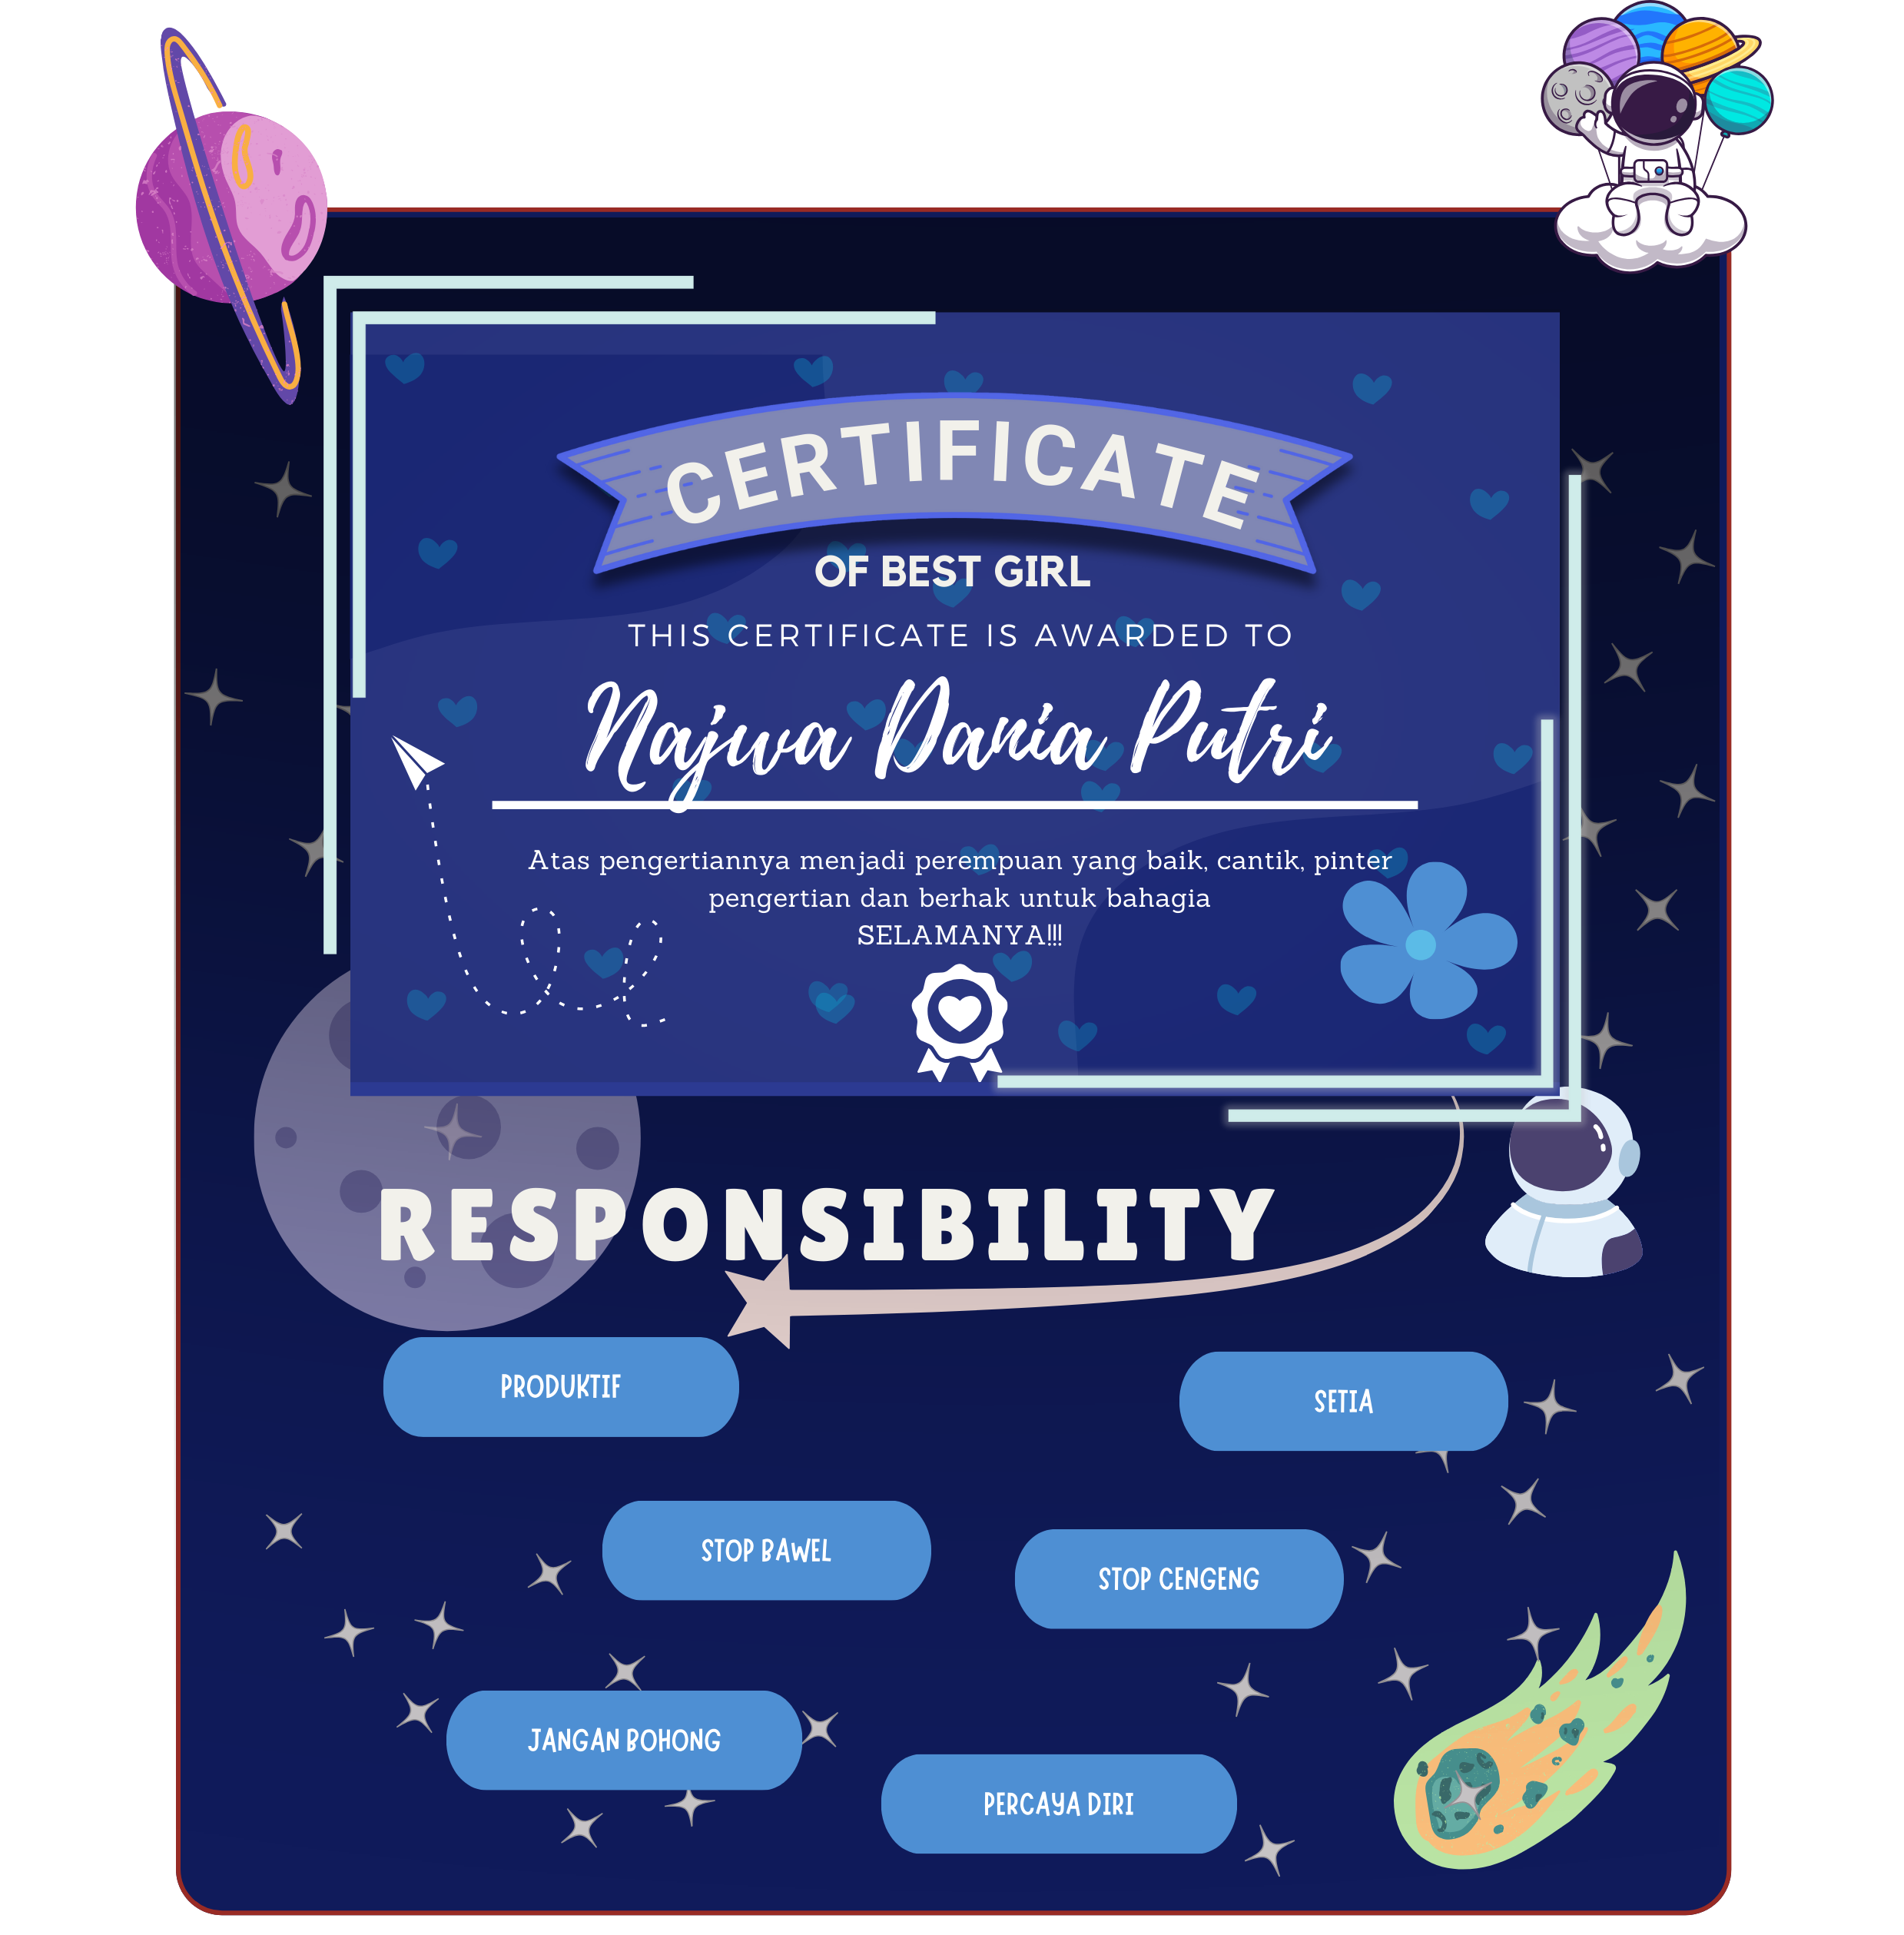 CERTIFICATE
OF BEST GIRL
THIS CERTIFICATE IS AWARDED TO
Najwa Dania Putri
Atas pengertiannya menjadi perempuan yang baik, cantik, pinter
pengertian dan berhak untuk bahagia
SELAMANYA!!!
RESPONSIBILITY
PRODUKTIF
SETIA
STOP BAWEL
STOP CENGENG
JANGAN BOHONG
PERCAYA DIRI